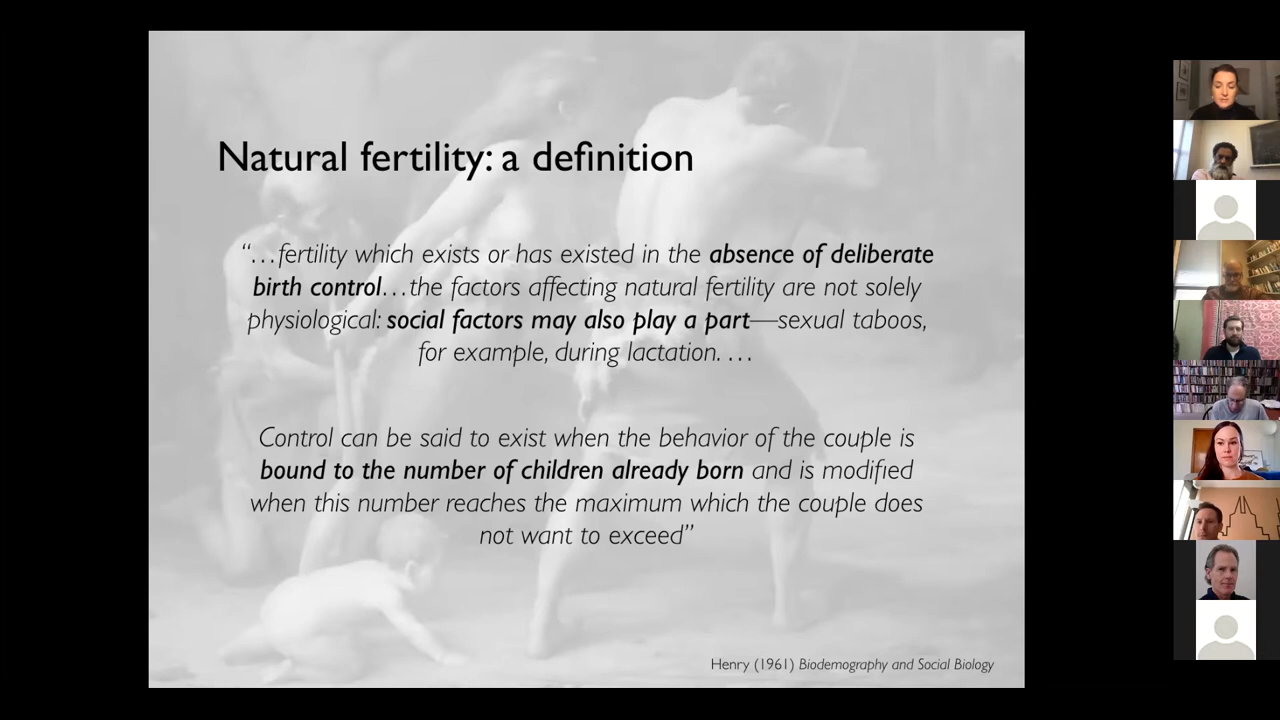 Natural fertility: a definition
“…fertility which exists or has existed in the absence of deliberate
birth control…the factors affecting natural fertility are not solely
physiological: social factors may also play a part—sexual taboos,
for example, during lactation. …
Control can be said to exist when the behavior of the couple is
bound to the number of children already born and is modified
when this number reaches the maximum which the couple does
not want to exceed”
Henry (1961) Biodemography and Social Biology